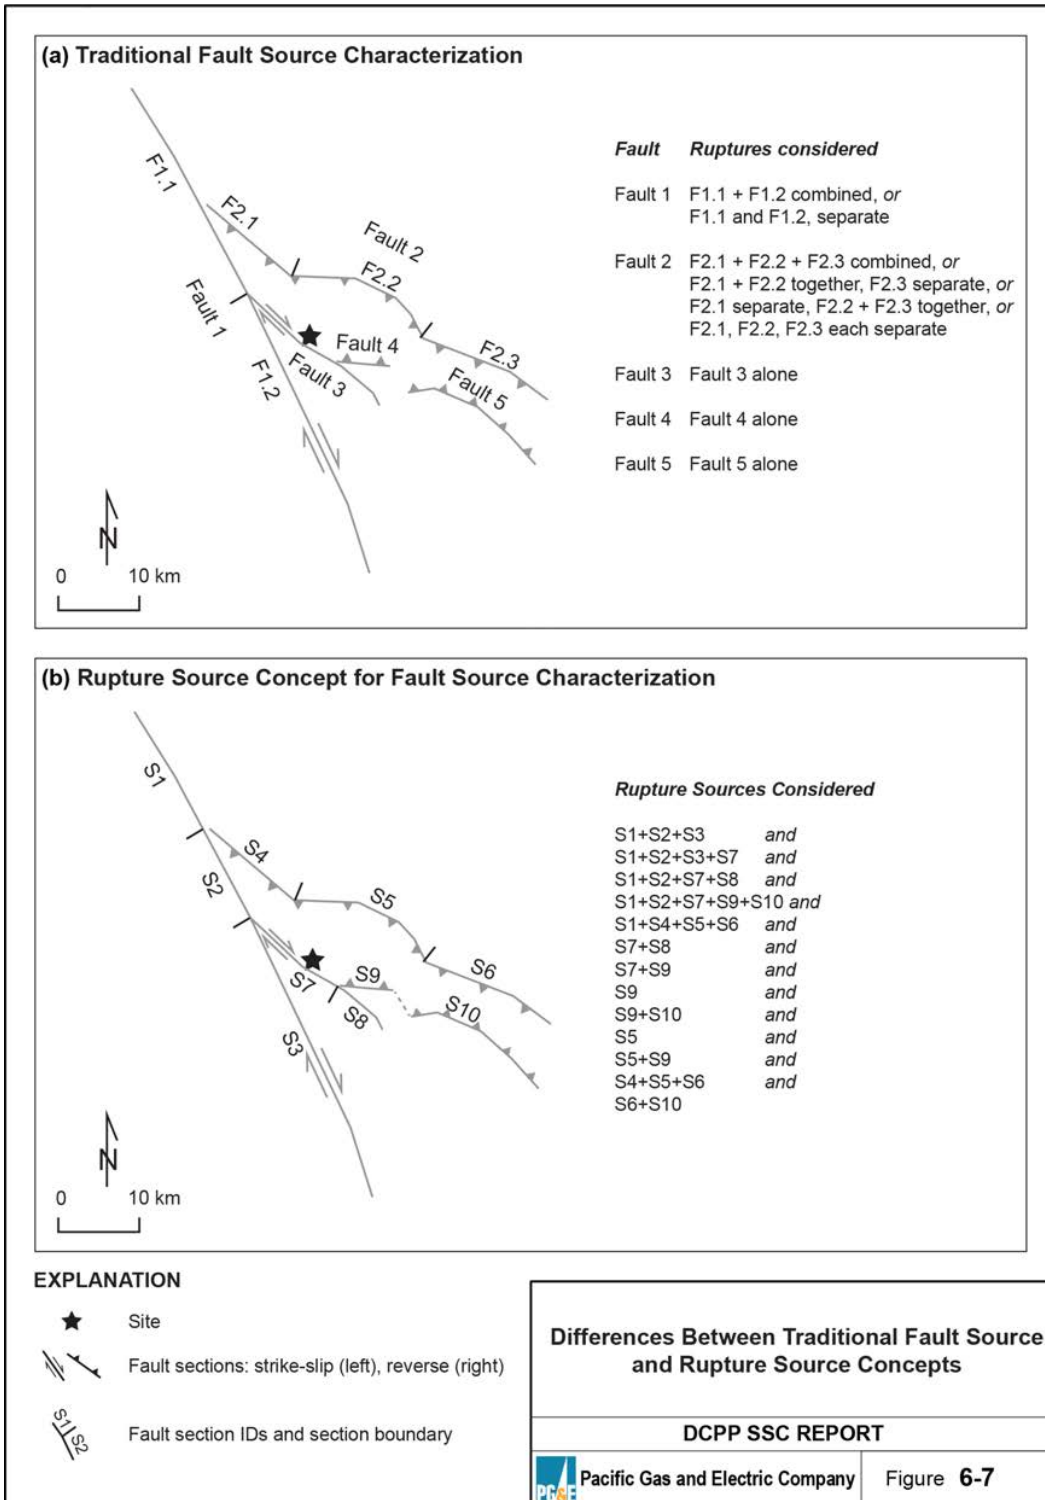 (a) Traditional Fault Source Characterization
F1.1
F2.1
Fault 2
F2.2
Fault 1
F1.2
Fault 3
Fault 4
F2.3
Fault 5
N
0 10 km
Fault Ruptures considered
Fault 1 F1.1 + F1.2 combined, or
F1.1 and F1.2, separate
Fault 2 F2.1 + F2.2 + F2.3 combined, or
F2.1 + F2.2 together, F2.3 separate, or
F2.1 separate, F2.2 + F2.3 together, or
F2.1, F2.2, F2.3 each separate
Fault 3 Fault 3 alone
Fault 4 Fault 4 alone
Fault 5 Fault 5 alone
(b) Rupture Source Concept for Fault Source Characterization
S1
S4
S2
S5
S7
S9
S6
S8
S10
S3
N
0 10 km
Rupture Sources Considered
S1+S2+S3 and
S1+S2+S3+S7 and
S1+S2+S7+S8 and
S1+S2+S7+S9+S10 and
S1+S4+S5+S6 and
S7+S8 and
S7+S9 and
S9 and
S9+S10 and
S5 and
S5+S9 and
S4+S5+S6 and
S6+S10
EXPLANATION
Site
Fault sections: strike-slip (left), reverse (right)
S1 S2
Fault section IDs and section boundary
Differences Between Traditional Fault Source
and Rupture Source Concepts
DCPP SSC REPORT
PG&E Pacific Gas and Electric Company Figure 6-7